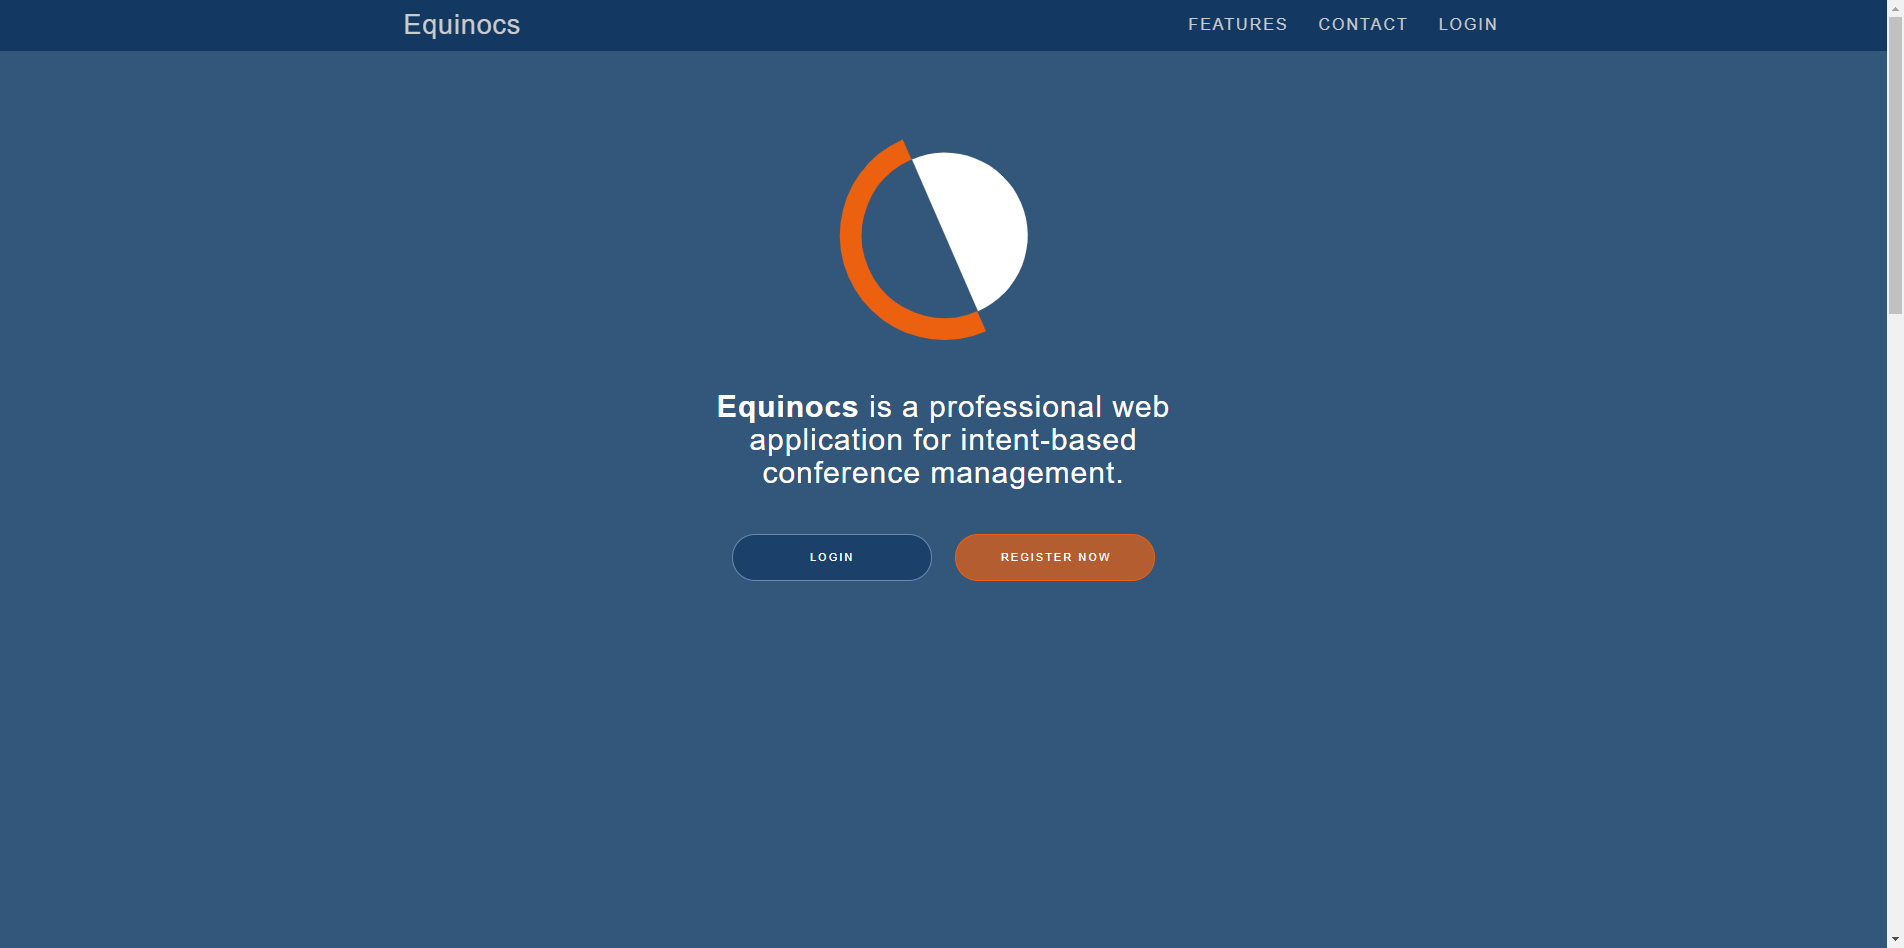 Equinocs
FEATURES CONTACT LOGIN
Equinocs is a professional web
application for intent-based
conference management.
LOGIN
REGISTER NOW